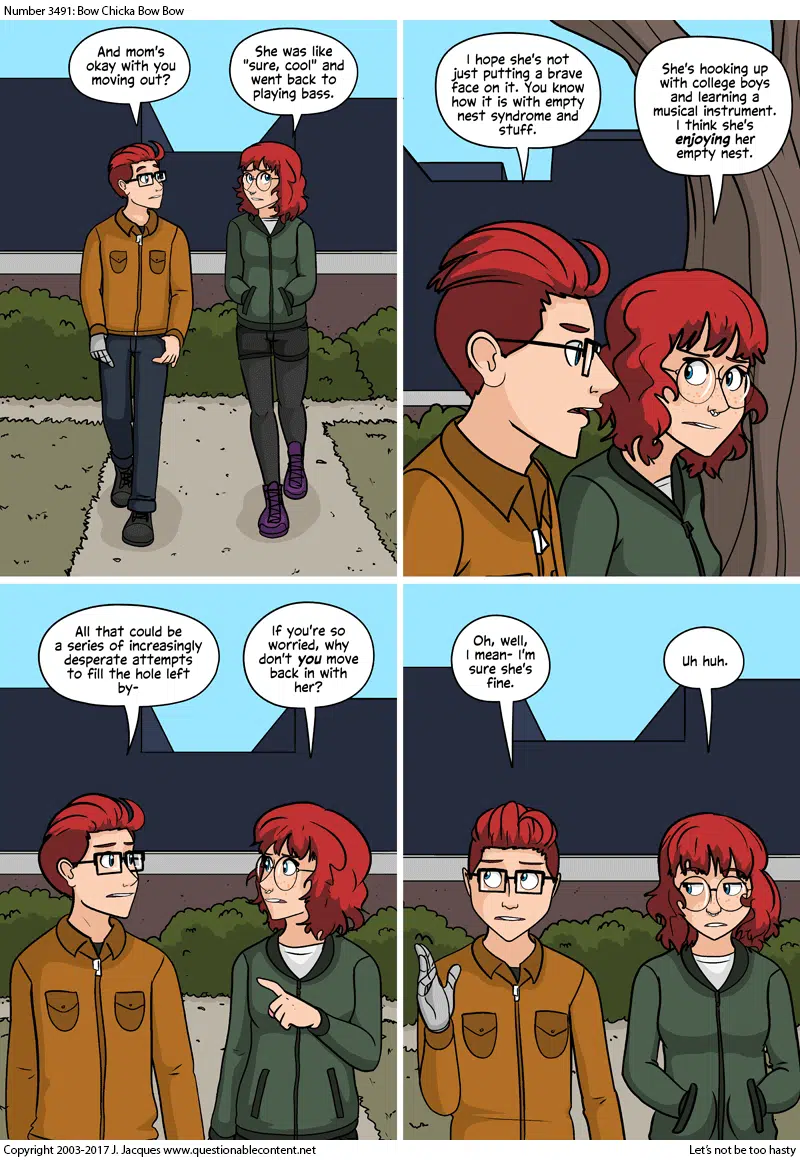 Number 3491: Bow Chicka Bow Bow
And mom's
okay with you
moving out?
She was like
"sure, cool" and
went back to
playing bass.
I hope she's not
just putting a brave
face on it. You know
how it is with empty
nest syndrome and
stuff.
She's hooking up
with college boys
and learning a
musical instrument.
I think she's
enjoying her
empty nest.
All that could be
a series of increasingly
desperate attempts
to fill the hole left
by-
If you're so
worried, why
don't you move
back in with
her?
Oh, well,
I mean- I'm
sure she's
fine.
Uh huh.
Copyright 2003-2017 J. Jacques www.questionablecontent.net
Let's not be too hasty